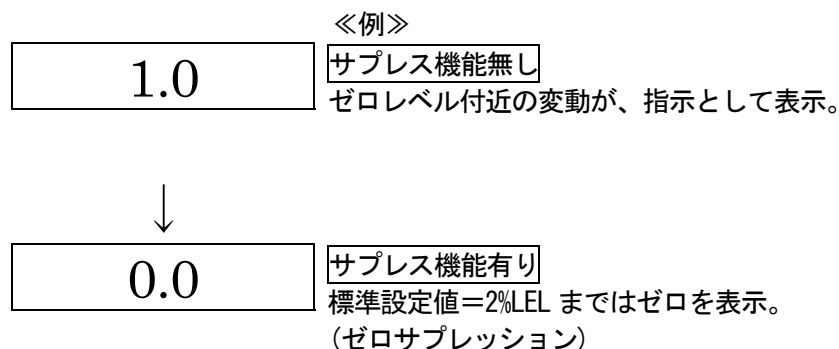 ≪例≫
1.0
サプレス機能無し
ゼロレベル付近の変動が、指示として表示。
↓
0.0
サプレス機能有り
標準設定値＝2%LEL まではゼロを表示。
(ゼロサプレッション)